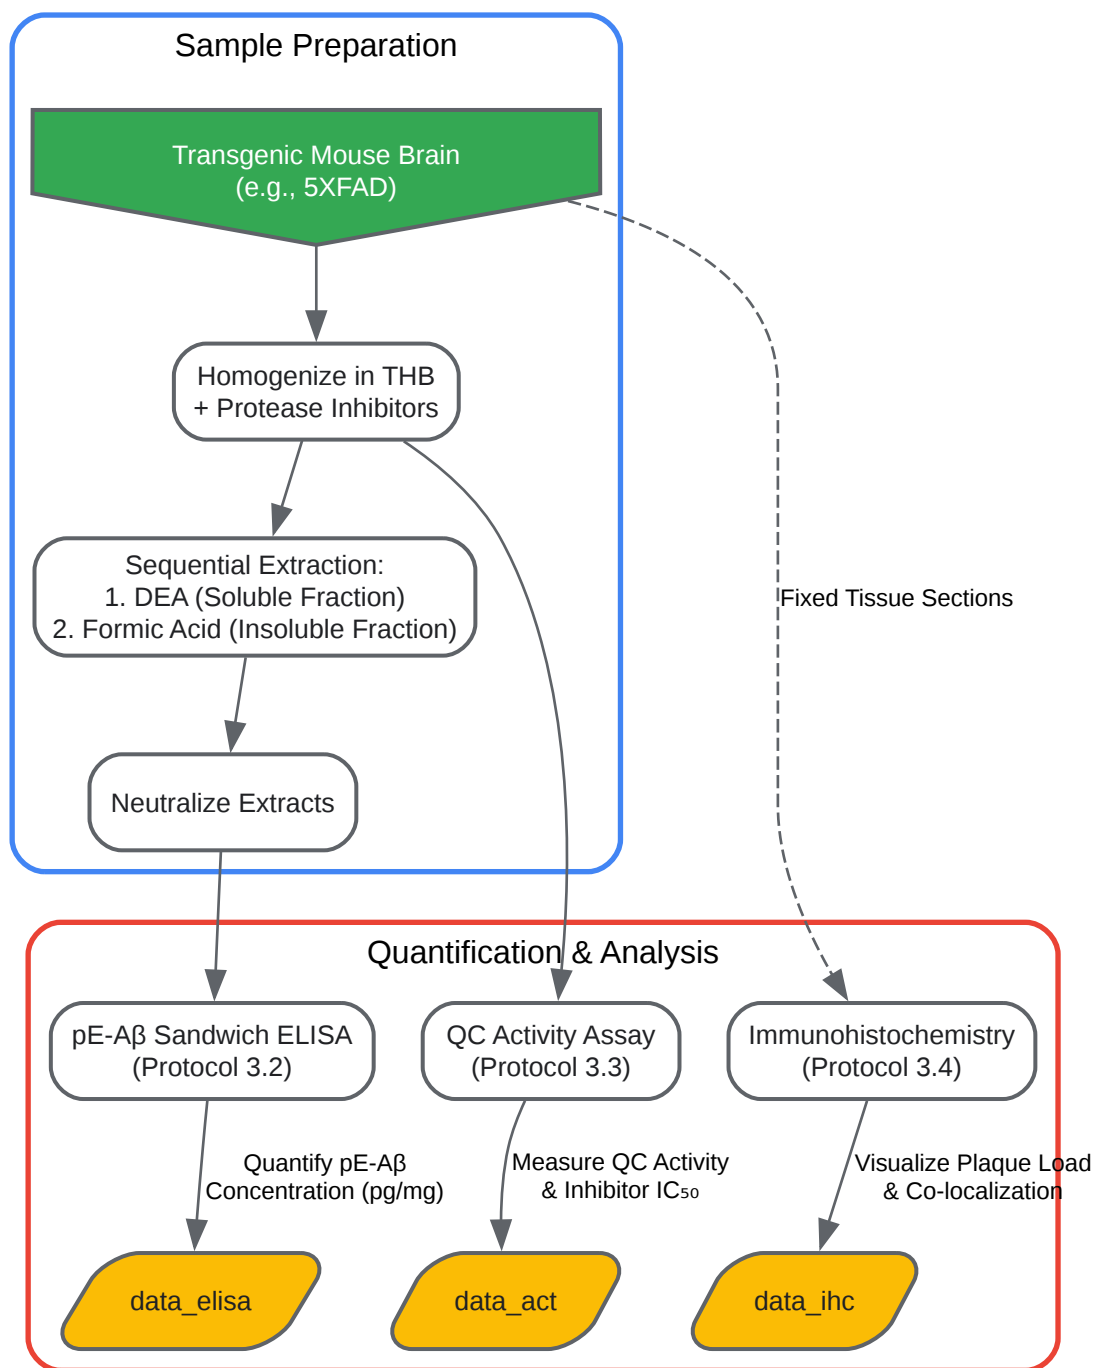 Sample Preparation
Transgenic Mouse Brain
(e.g., 5XFAD)
Homogenize in THB
+ Protease Inhibitors
Sequential Extraction:
1. DEA (Soluble Fraction)
2. Formic Acid (Insoluble Fraction)
Fixed Tissue Sections
Neutralize Extracts
Quantification & Analysis
pE-Aβ Sandwich ELISA
(Protocol 3.2)
QC Activity Assay
(Protocol 3.3)
Immunohistochemistry
(Protocol 3.4)
Quantify pE-Aβ
Concentration (pg/mg)
Measure QC Activity
& Inhibitor IC₅₀
Visualize Plaque Load
& Co-localization
data_elisa
data_act
data_ihc